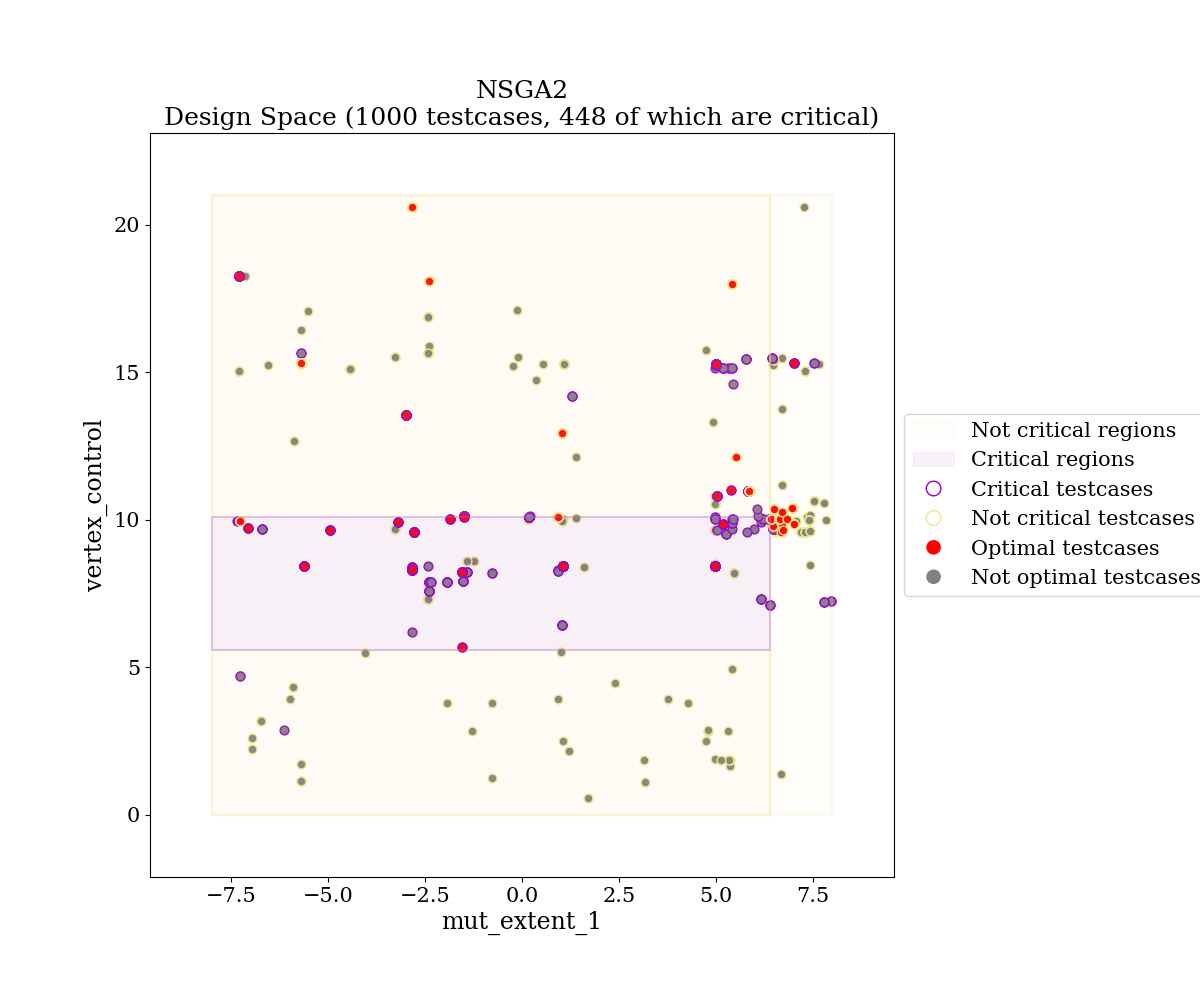 NSGA2
Design Space (1000 testcases, 448 of which are critical)
vertex_control
20
15
10
5
0
−7.5
−5.0
−2.5
0.0
2.5
5.0
7.5
mut_extent_1
Not critical regions
Critical regions
Critical testcases
Not critical testcases
Optimal testcases
Not optimal testcases